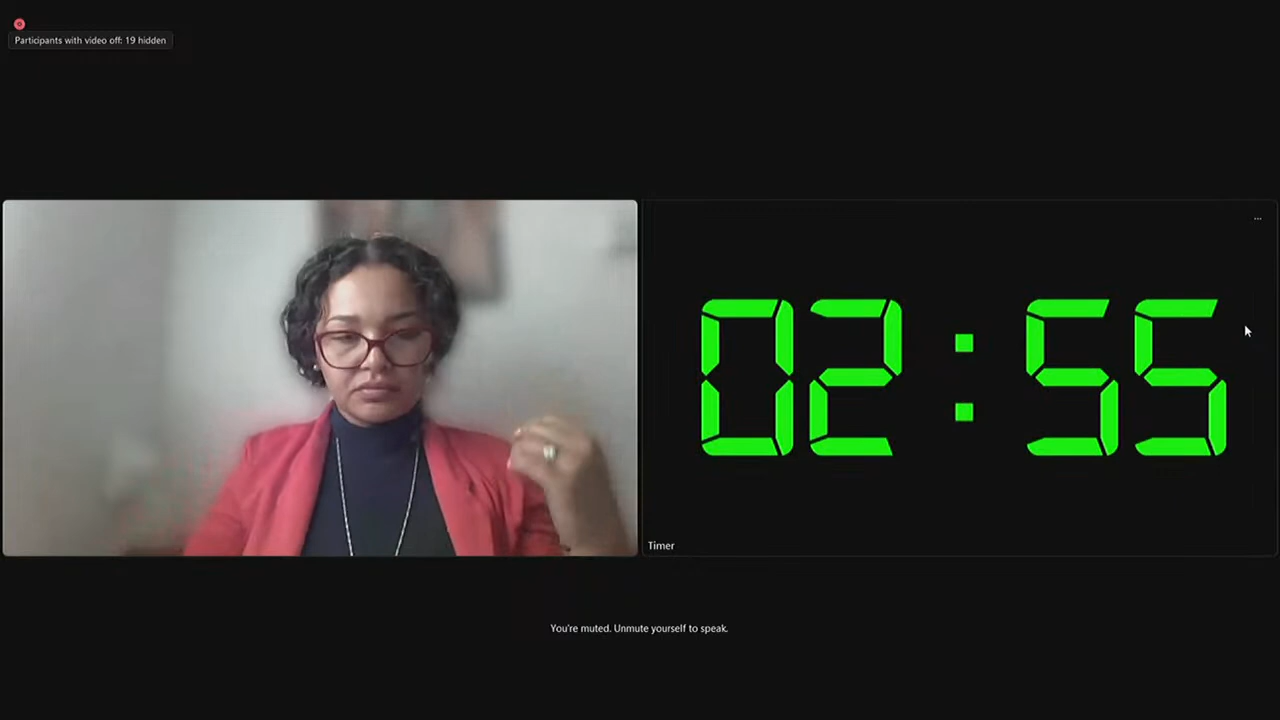 Participants with video off: 19 hidden
02:55
Timer
You're muted. Unmute yourself to speak.